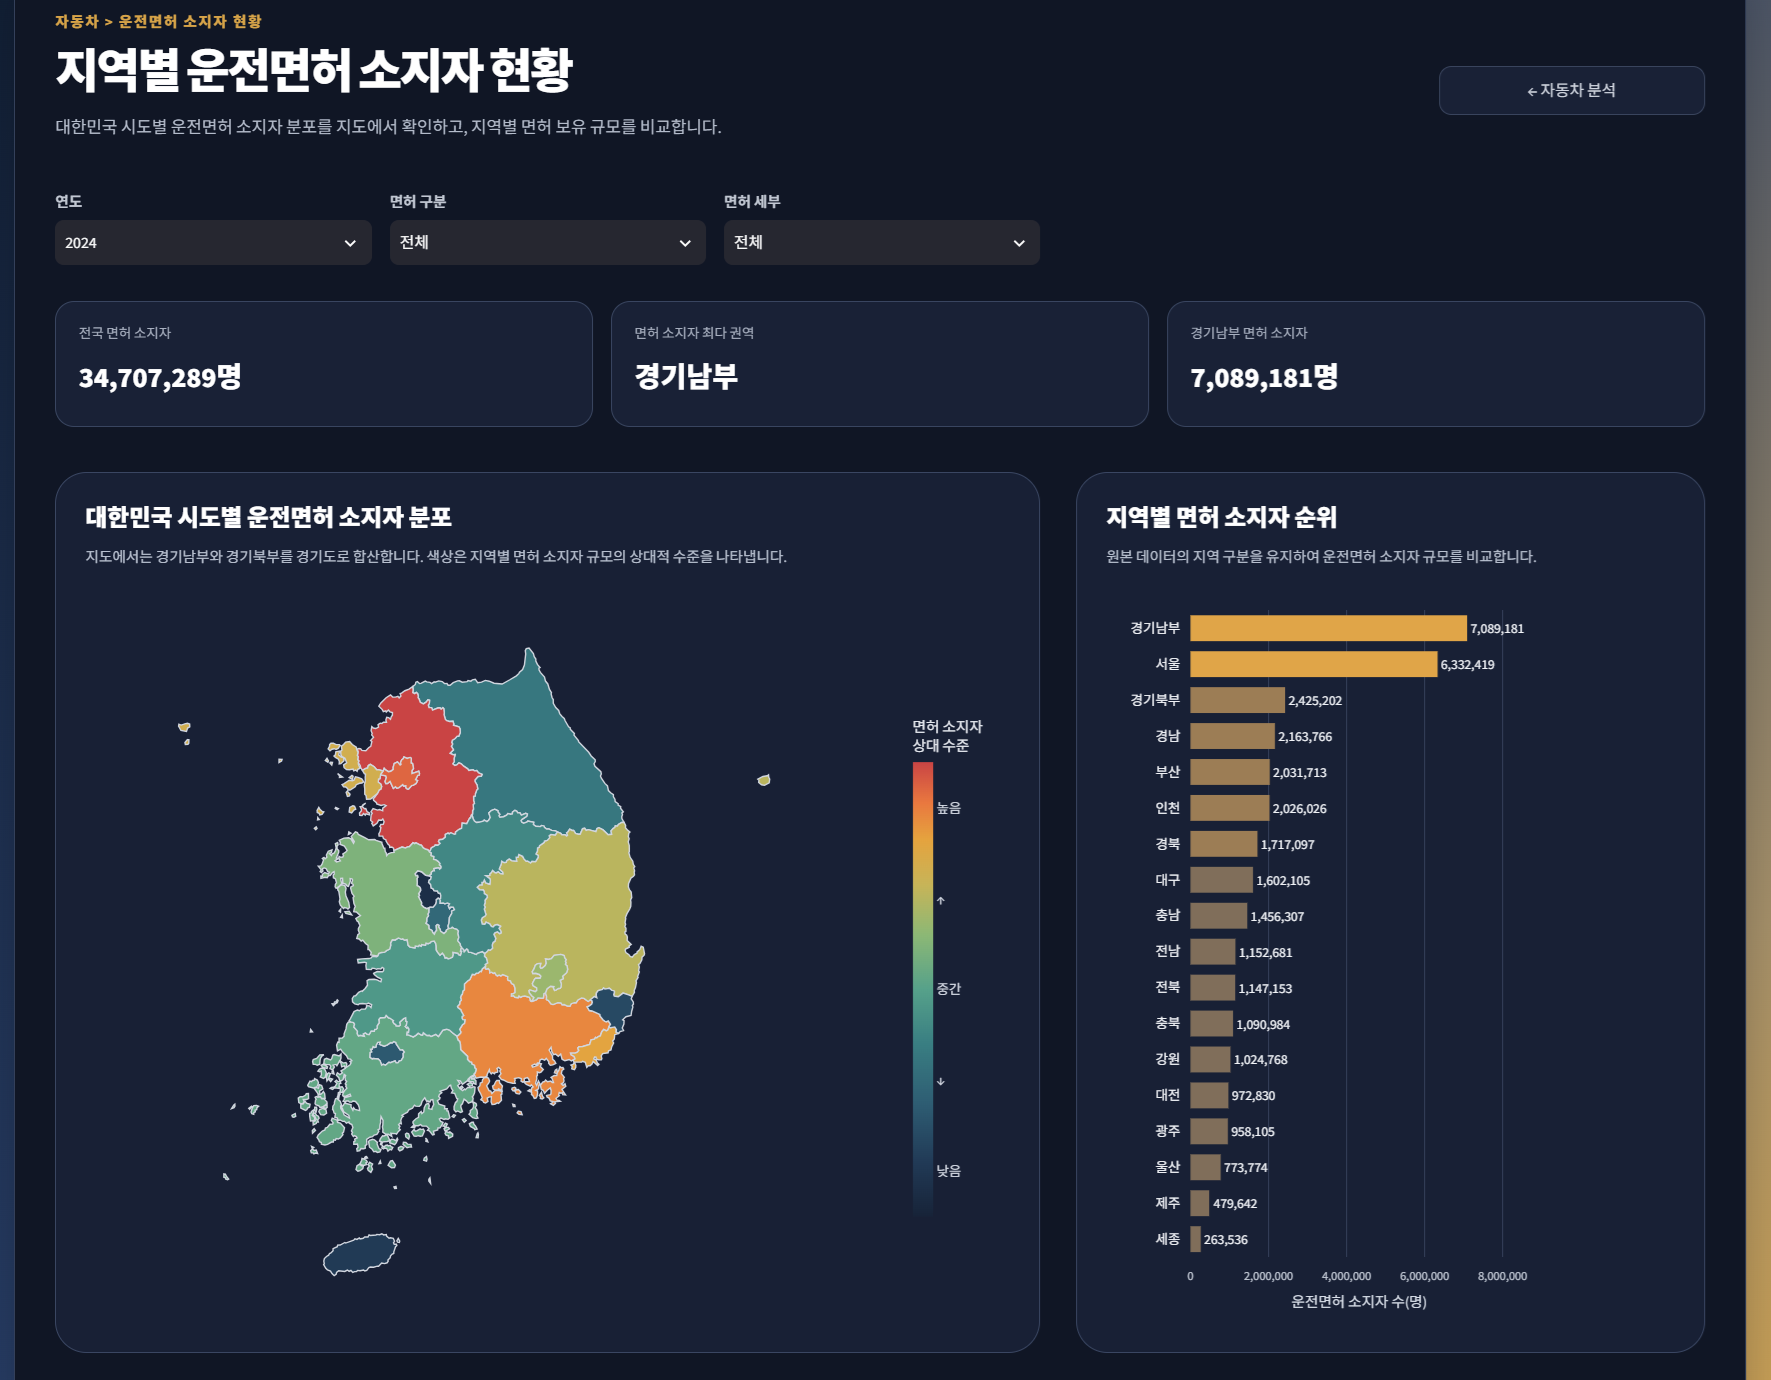 자동차 > 운전면허 소지자 현황
지역별 운전면허 소지자 현황
← 자동차 분석
대한민국 시도별 운전면허 소지자 분포를 지도에서 확인하고, 지역별 면허 보유 규모를 비교합니다.
연도
면허 구분
면허 세부
2024
전체
전체
전국 면허 소지자
34,707,289명
면허 소지자 최다 권역
경기남부
경기남부 면허 소지자
7,089,181명
대한민국 시도별 운전면허 소지자 분포
지도에서는 경기남부와 경기북부를 경기도로 합산합니다. 색상은 지역별 면허 소지자 규모의 상대적 수준을 나타냅니다.
면허 소지자
상대 수준
높음
↑
중간
↓
낮음
지역별 면허 소지자 순위
원본 데이터의 지역 구분을 유지하여 운전면허 소지자 규모를 비교합니다.
경기남부 7,089,181
서울 6,332,419
경기북부 2,425,202
경남 2,163,766
부산 2,031,713
인천 2,026,026
경북 1,717,097
대구 1,602,105
충남 1,456,307
전남 1,152,681
전북 1,147,153
충북 1,090,984
강원 1,024,768
대전 972,830
광주 958,105
울산 773,774
제주 479,642
세종 263,536
0 2,000,000 4,000,000 6,000,000 8,000,000
운전면허 소지자 수(명)